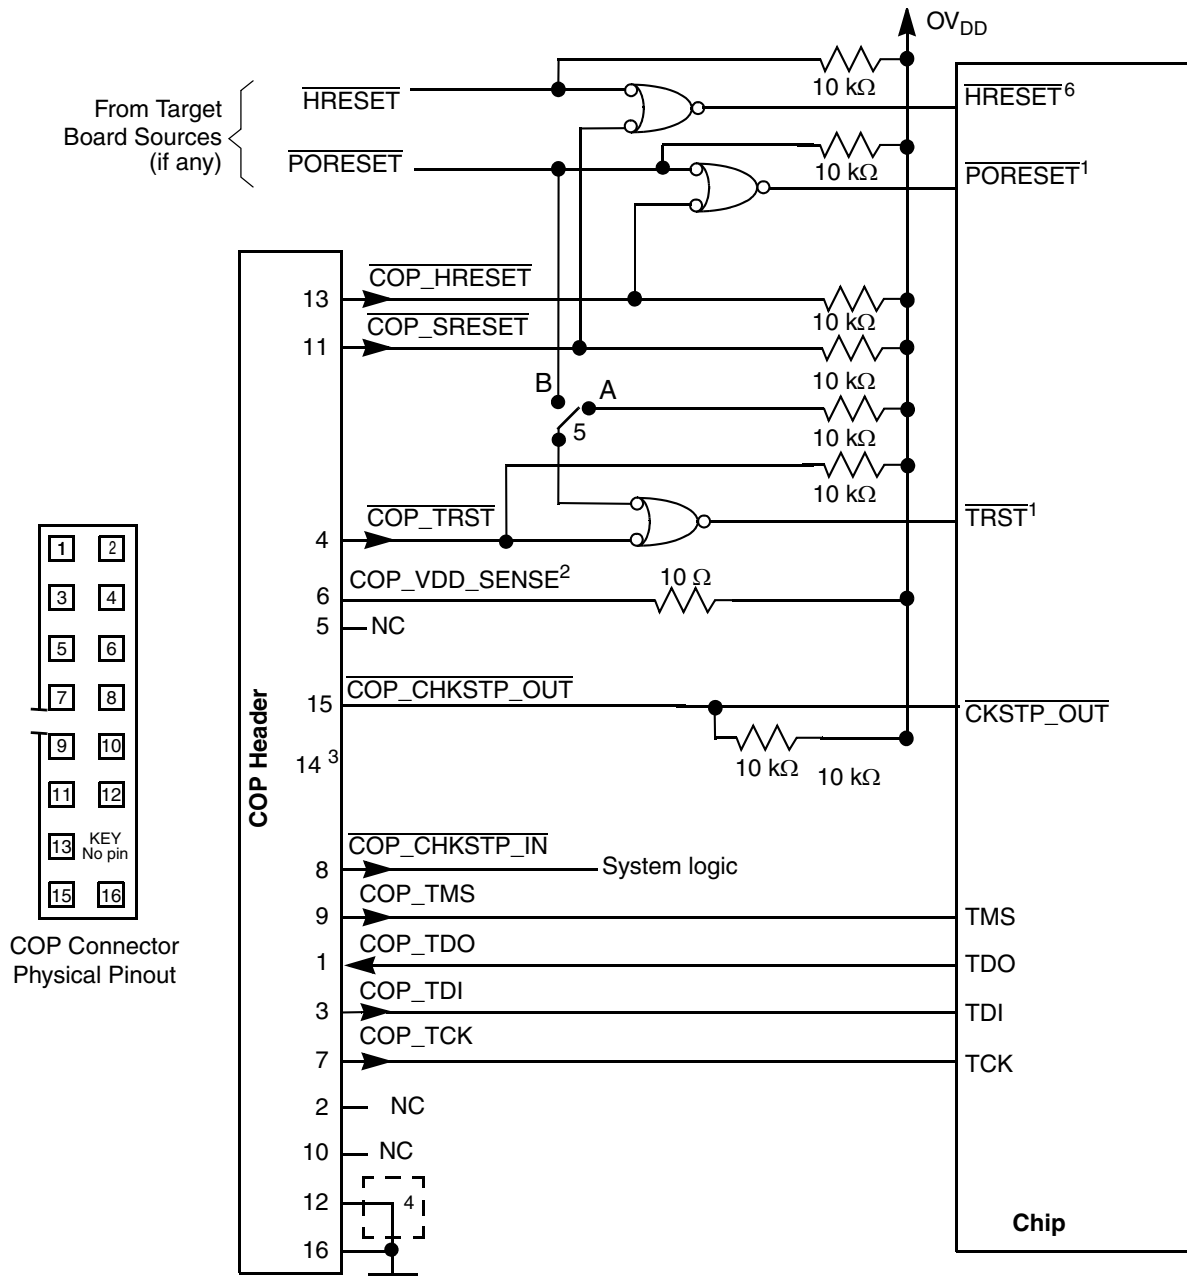 OVDD
10 kΩ
From Target
Board Sources
(if any)
HRESET
HRESET6
PORESET
10 kΩ
PORESET1
13
COP_HRESET
10 kΩ
11
COP_SRESET
10 kΩ
B
A
5
10 kΩ
10 kΩ
4
COP_TRST
TRST1
6
COP_VDD_SENSE2
10 Ω
5
NC
15
COP_CHKSTP_OUT
CKSTP_OUT
10 kΩ
10 kΩ
14 3
COP Header
8
COP_CHKSTP_IN
System logic
9
COP_TMS
TMS
1
COP_TDO
TDO
3
COP_TDI
TDI
7
COP_TCK
TCK
2
NC
10
NC
12
4
16
Chip
1 2
3 4
5 6
7 8
9 10
11 12
13 KEY
No pin
15 16
COP Connector
Physical Pinout